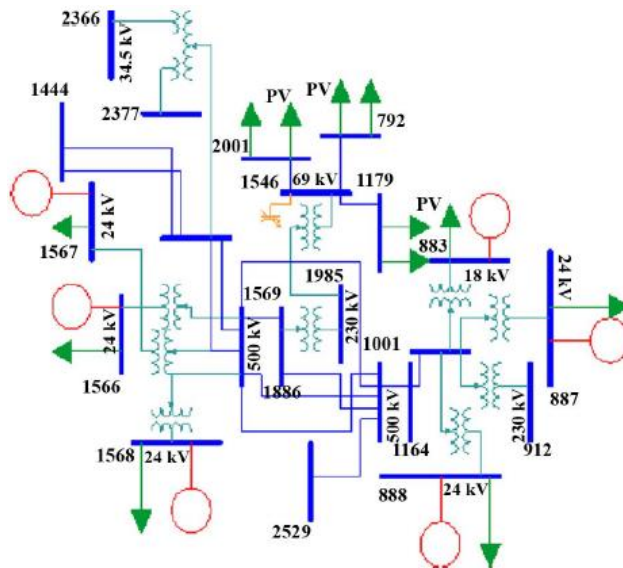 2366
34.5 kV
1444
2377
PV
PV
792
2001
1546
69 kV
1179
PV
24 kV
1567
883
18 kV
24 kV
1569
1985
230 kV
1001
24 kV
1566
500 kV
1886
500 kV
1164
230 kV
912
887
1568
24 kV
2529
888
24 kV